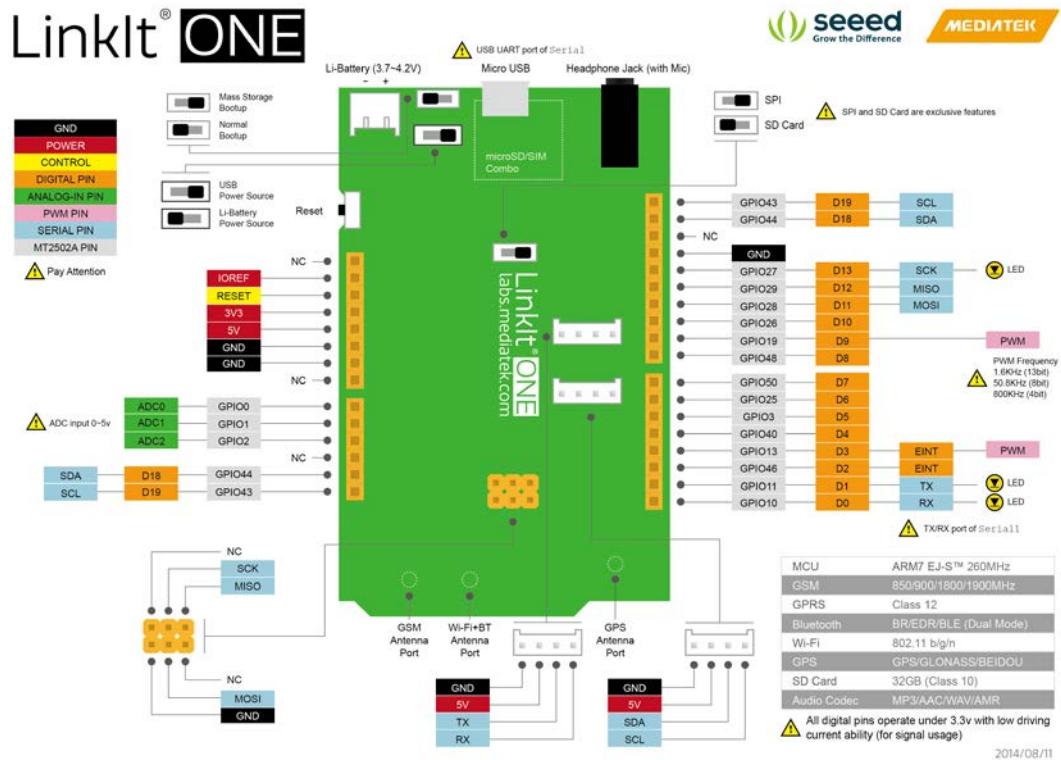 LinkIt® ONE
seeed
Grow the Difference
MEDIATEK
USB UART port of Serial
Li-Battery (3.7~4.2V)
- +
Micro USB
Headphone Jack (with Mic)
Mass Storage
Bootup
Normal
Bootup
USB
Power Source
Li-Battery
Power Source
Reset
microSD/SIM
Combo
SPI
SD Card
SPI and SD Card are exclusive features
GND
POWER
CONTROL
DIGITAL PIN
ANALOG-IN PIN
PWM PIN
SERIAL PIN
MT2502A PIN
Pay Attention
NC
IOREF
RESET
3V3
5V
GND
GND
NC
ADC input 0~5v
ADC0 GPIO0
ADC1 GPIO1
ADC2 GPIO2
NC
SDA D18 GPIO44
SCL D19 GPIO43
LinkIt® ONE
labs.mediatek.com
GPIO43 D19 SCL
GPIO44 D18 SDA
NC
GND
GPIO27 D13 SCK LED
GPIO29 D12 MISO
GPIO28 D11 MOSI
GPIO26 D10
GPIO19 D9 PWM
GPIO48 D8
PWM Frequency
1.6KHz (13bit)
50.8KHz (8bit)
800KHz (4bit)
GPIO50 D7
GPIO25 D6
GPIO3 D5
GPIO40 D4
GPIO13 D3 EINT PWM
GPIO46 D2 EINT
GPIO11 D1 TX LED
GPIO10 D0 RX LED
TX/RX port of Serial1
NC
SCK
MISO
NC
MOSI
GND
GSM
Antenna
Port
Wi-Fi+BT
Antenna
Port
GPS
Antenna
Port
GND
5V
TX
RX
GND
5V
SDA
SCL
MCU ARM7 EJ-S™ 260MHz
GSM 850/900/1800/1900MHz
GPRS Class 12
Bluetooth BR/EDR/BLE (Dual Mode)
Wi-Fi 802.11 b/g/n
GPS GPS/GLONASS/BEIDOU
SD Card 32GB (Class 10)
Audio Codec MP3/AAC/WAV/AMR
All digital pins operate under 3.3v with low driving
current ability (for signal usage)
2014/08/11